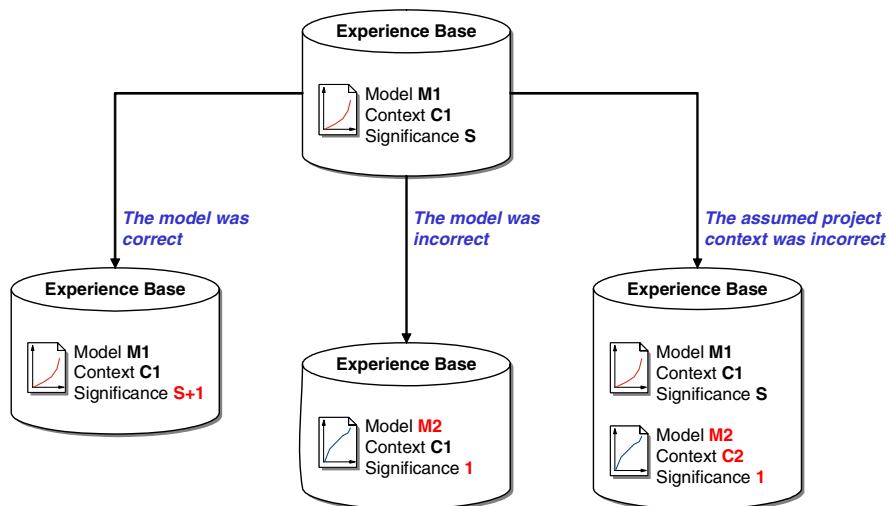 Experience Base
Model M1
Context C1
Significance S
The model was
correct
The model was
incorrect
The assumed project
context was incorrect
Experience Base
Model M1
Context C1
Significance S+1
Experience Base
Model M2
Context C1
Significance 1
Experience Base
Model M1
Context C1
Significance S
Model M2
Context C2
Significance 1